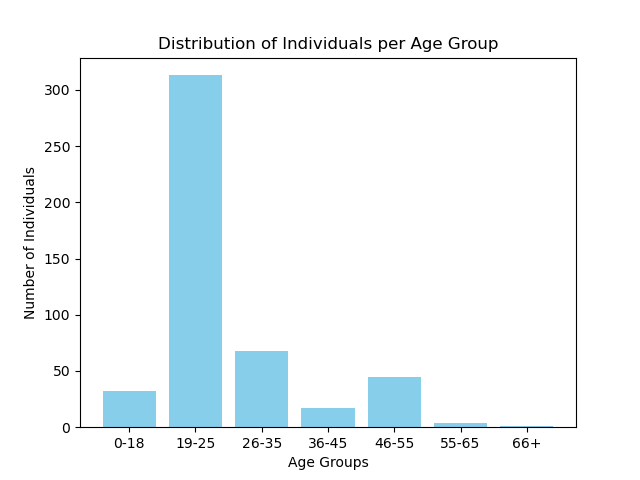 Distribution of Individuals per Age Group
Number of Individuals
300
250
200
150
100
50
0
0-18 19-25 26-35 36-45 46-55 55-65 66+
Age Groups